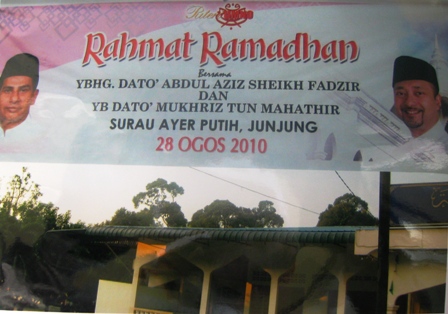 Rahmat Ramadhan
Bersama
YBHG. DATO' ABDUL AZIZ SHEIKH FADZIR
DAN
YB DATO' MUKHRIZ TUN MAHATHIR
SURAU AYER PUTIH, JUNJUNG
28 OGOS 2010